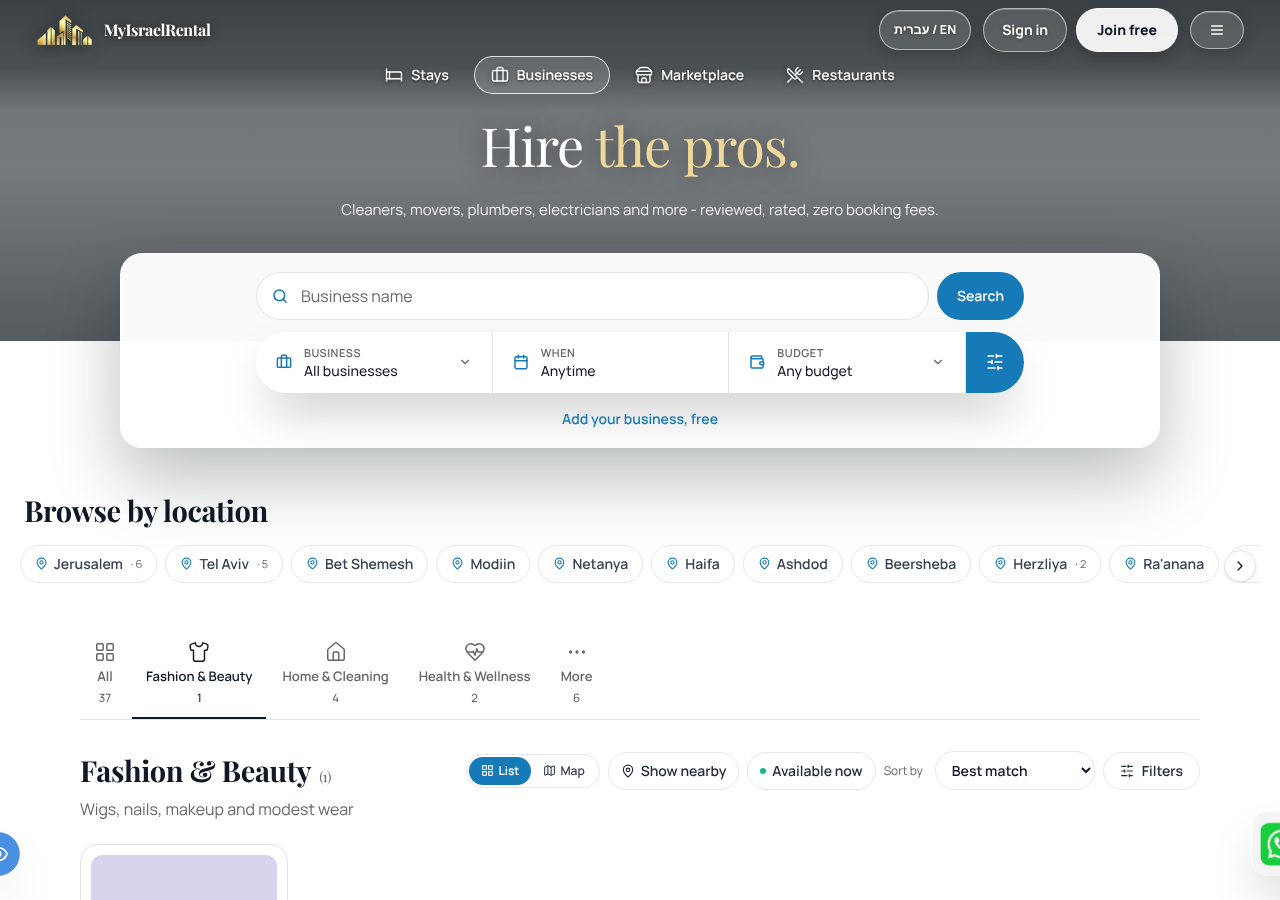 MyIsraelRental
עברית / EN
Sign in
Join free
Stays
Businesses
Marketplace
Restaurants
Hire the pros.
Cleaners, movers, plumbers, electricians and more - reviewed, rated, zero booking fees.
Business name
Search
BUSINESS
All businesses
WHEN
Anytime
BUDGET
Any budget
Add your business, free
Browse by location
Jerusalem · 6
Tel Aviv · 5
Bet Shemesh
Modiin
Netanya
Haifa
Ashdod
Beersheba
Herzliya · 2
Ra'anana
All
37
Fashion & Beauty
1
Home & Cleaning
4
Health & Wellness
2
More
6
Fashion & Beauty (1)
List
Map
Show nearby
Available now
Sort by
Best match
Filters
Wigs, nails, makeup and modest wear